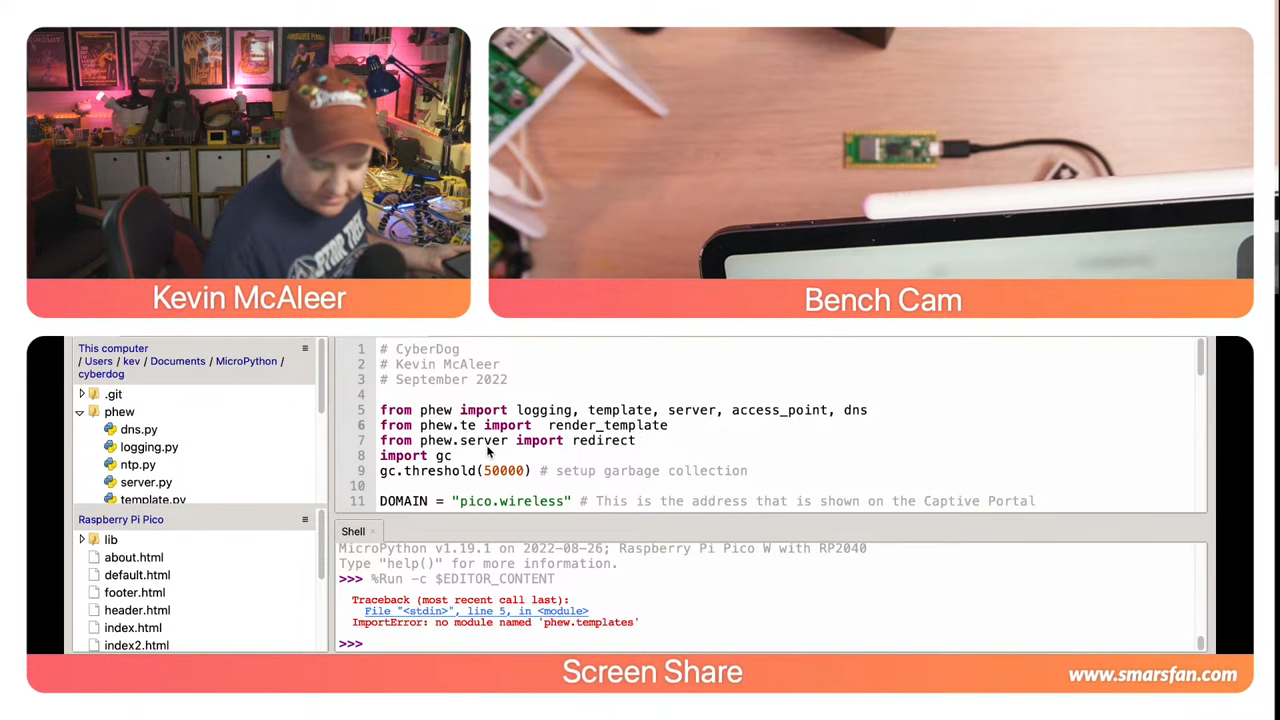 Kevin McAleer
Bench Cam
This computer
/ Users / kev / Documents / MicroPython /
cyberdog
.git
phew
dns.py
logging.py
ntp.py
server.py
template.py
Raspberry Pi Pico
lib
about.html
default.html
footer.html
header.html
index.html
index2.html
1 # CyberDog
2 # Kevin McAleer
3 # September 2022
4
5 from phew import logging, template, server, access_point, dns
6 from phew.te import  render_template
7 from phew.server import redirect
8 import gc
9 gc.threshold(50000) # setup garbage collection
10
11 DOMAIN = "pico.wireless" # This is the address that is shown on the Captive Portal
Shell
MicroPython v1.19.1 on 2022-08-26; Raspberry Pi Pico W with RP2040
Type "help()" for more information.
>>> %Run -c $EDITOR_CONTENT
Traceback (most recent call last):
File "<stdin>", line 5, in <module>
ImportError: no module named 'phew.templates'
>>>
Screen Share
www.smarsfan.com